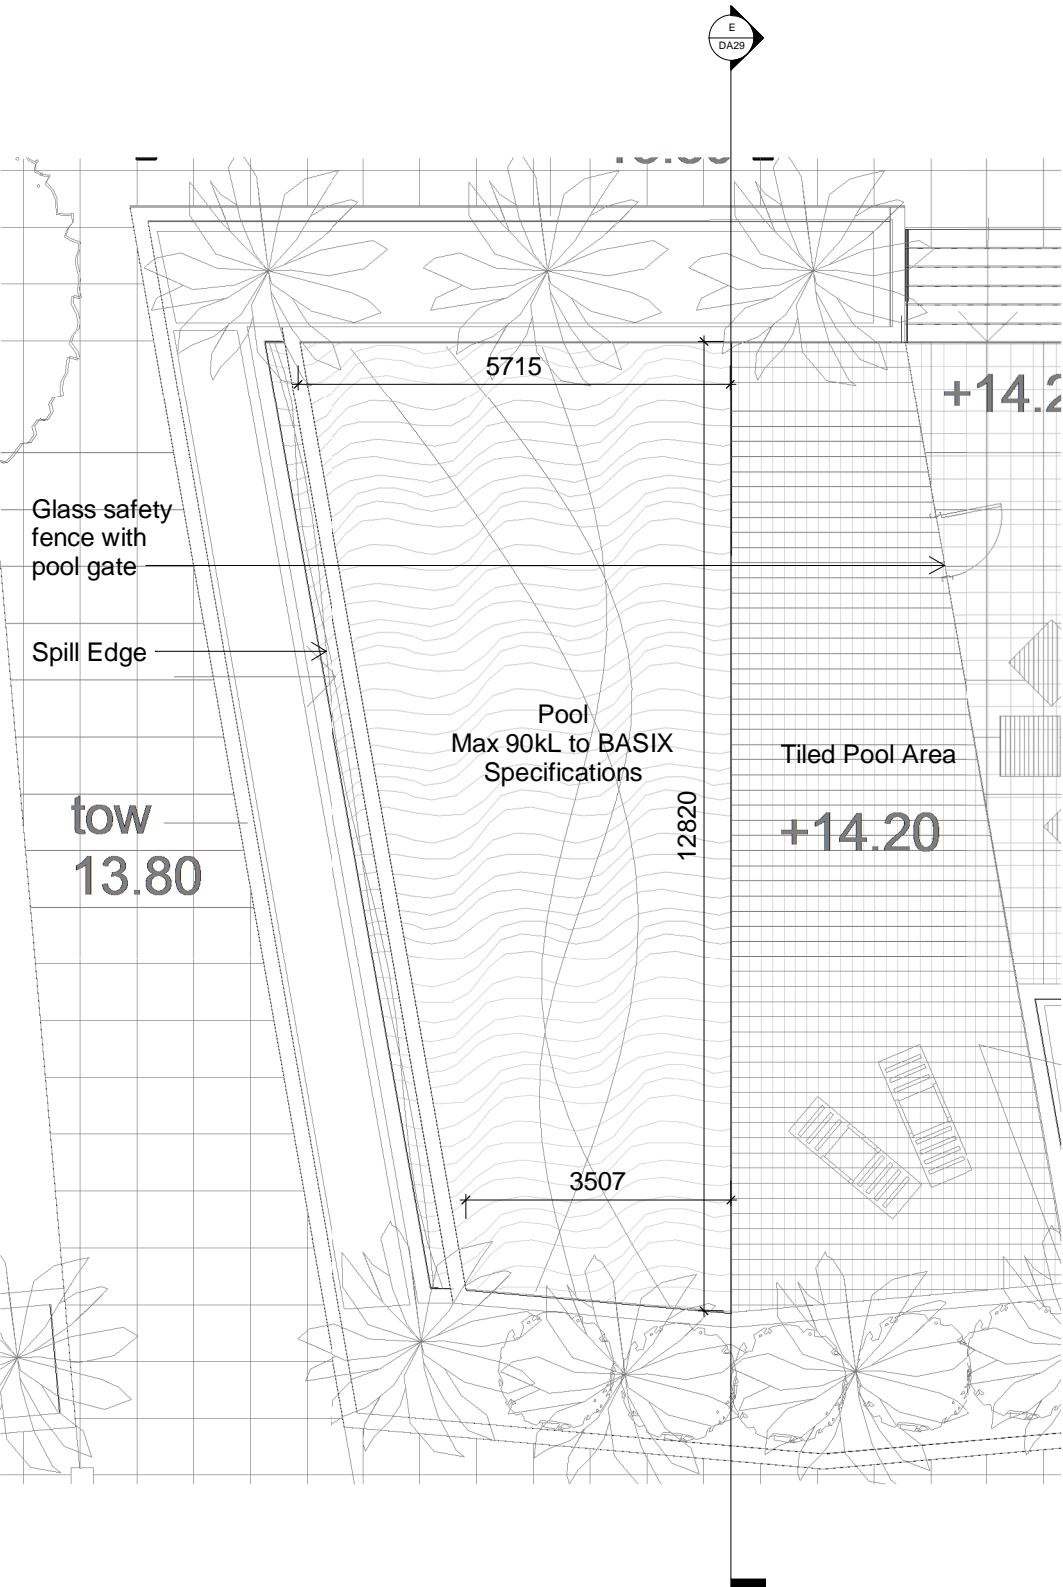 E
DA29
5715
+14.2
Glass safety
fence with
pool gate
Spill Edge
Pool
Max 90kL to BASIX
Specifications
Tiled Pool Area
12820
tow
13.80
+14.20
3507